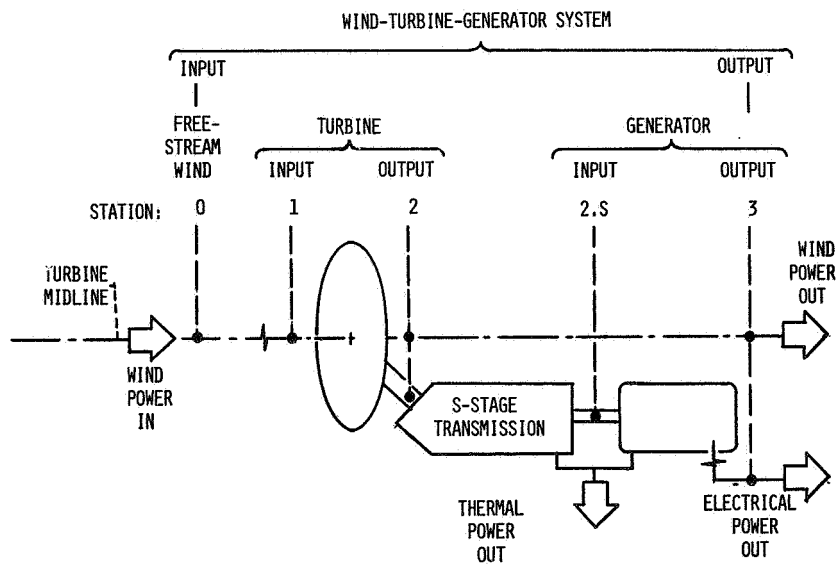 WIND-TURBINE-GENERATOR SYSTEM
INPUT
OUTPUT
FREE-
STREAM
WIND
TURBINE
GENERATOR
INPUT
OUTPUT
INPUT
OUTPUT
STATION:
0
1
2
2.S
3
TURBINE
MIDLINE
WIND
POWER
OUT
WIND
POWER
IN
S-STAGE
TRANSMISSION
THERMAL
POWER
OUT
ELECTRICAL
POWER
OUT